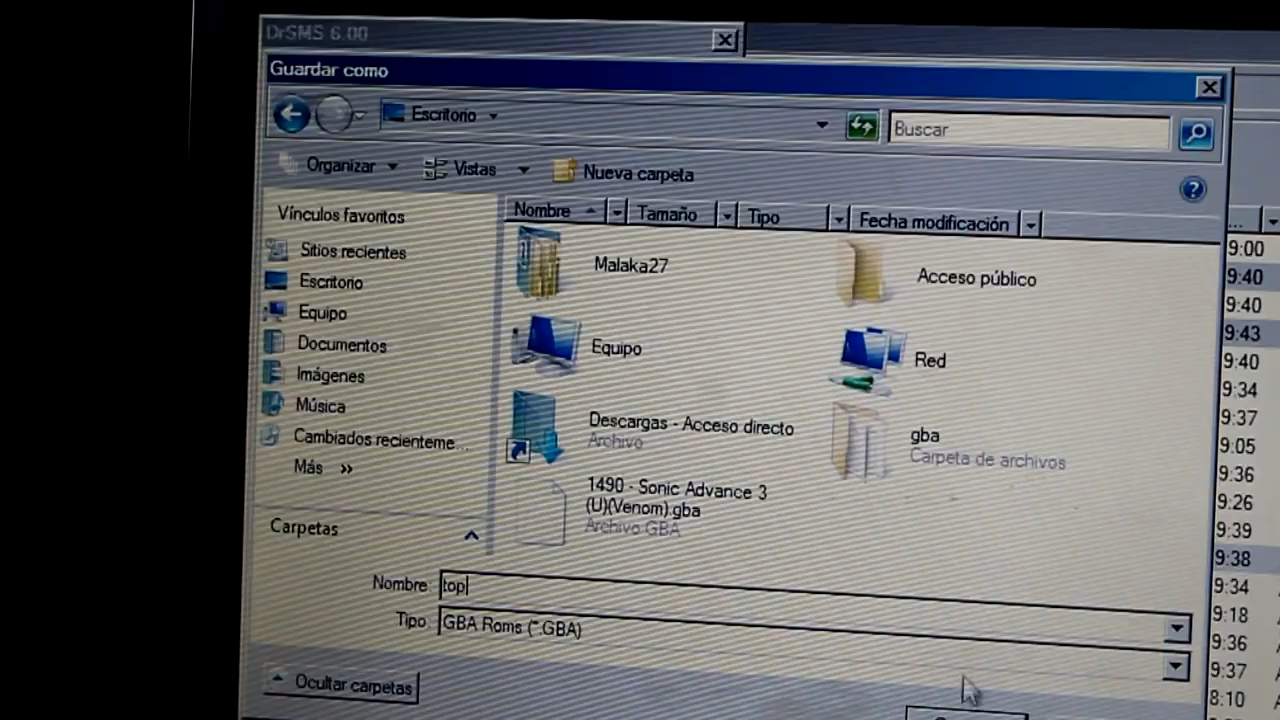 DrSMS 6.00
Guardar como
Escritorio
Buscar
Organizar
Vistas
Nueva carpeta
Vínculos favoritos
Sitios recientes
Escritorio
Equipo
Documentos
Imágenes
Música
Cambiados recienteme...
Más »
Carpetas
Nombre
Tamaño
Tipo
Fecha modificación
Malaka27
Acceso público
Equipo
Red
Descargas - Acceso directo
Archivo
gba
Carpeta de archivos
1490 - Sonic Advance 3
(U)(Venom).gba
Archivo GBA
Nombre: top
Tipo: GBA Roms (*.GBA)
Ocultar carpetas
...
9:00
9:40
9:40
9:43
9:40
9:34
9:37
9:05
9:36
9:26
9:39
9:38
9:34
9:18
9:36
9:37
8:10